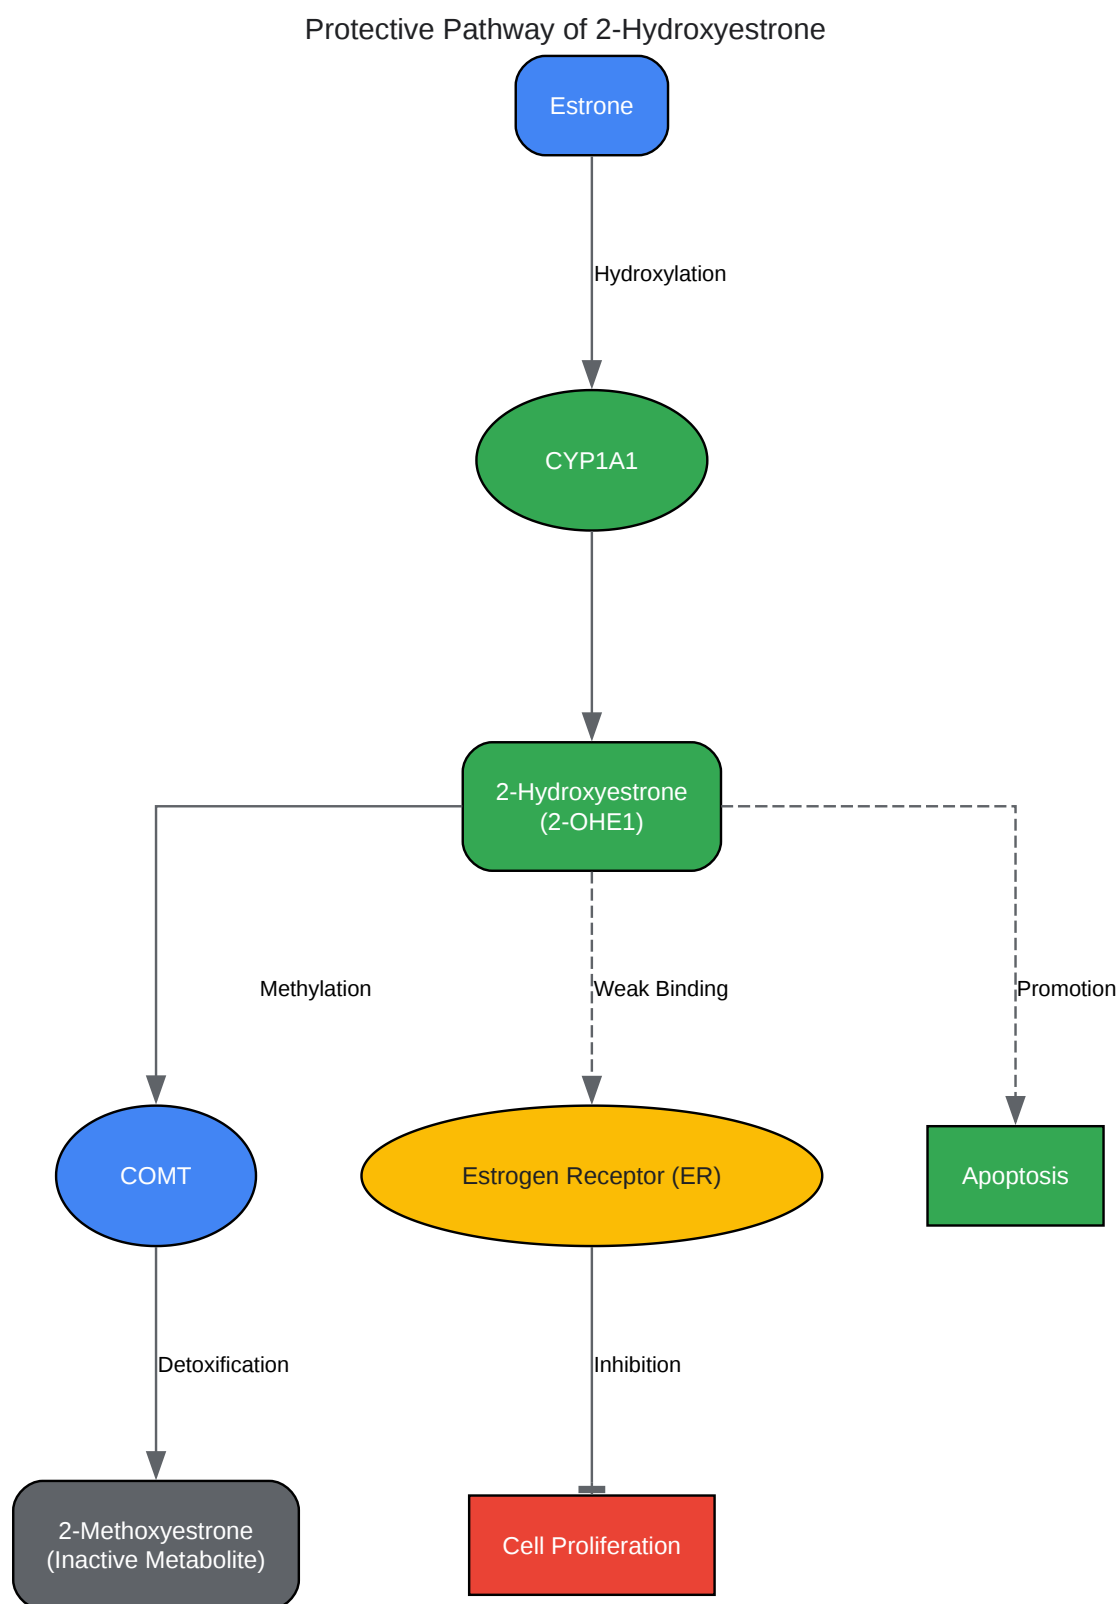 Protective Pathway of 2-Hydroxyestrone
Estrone
Hydroxylation
CYP1A1
2-Hydroxyestrone
(2-OHE1)
Methylation
Weak Binding
Promotion
COMT
Estrogen Receptor (ER)
Apoptosis
Detoxification
Inhibition
2-Methoxyestrone
(Inactive Metabolite)
Cell Proliferation